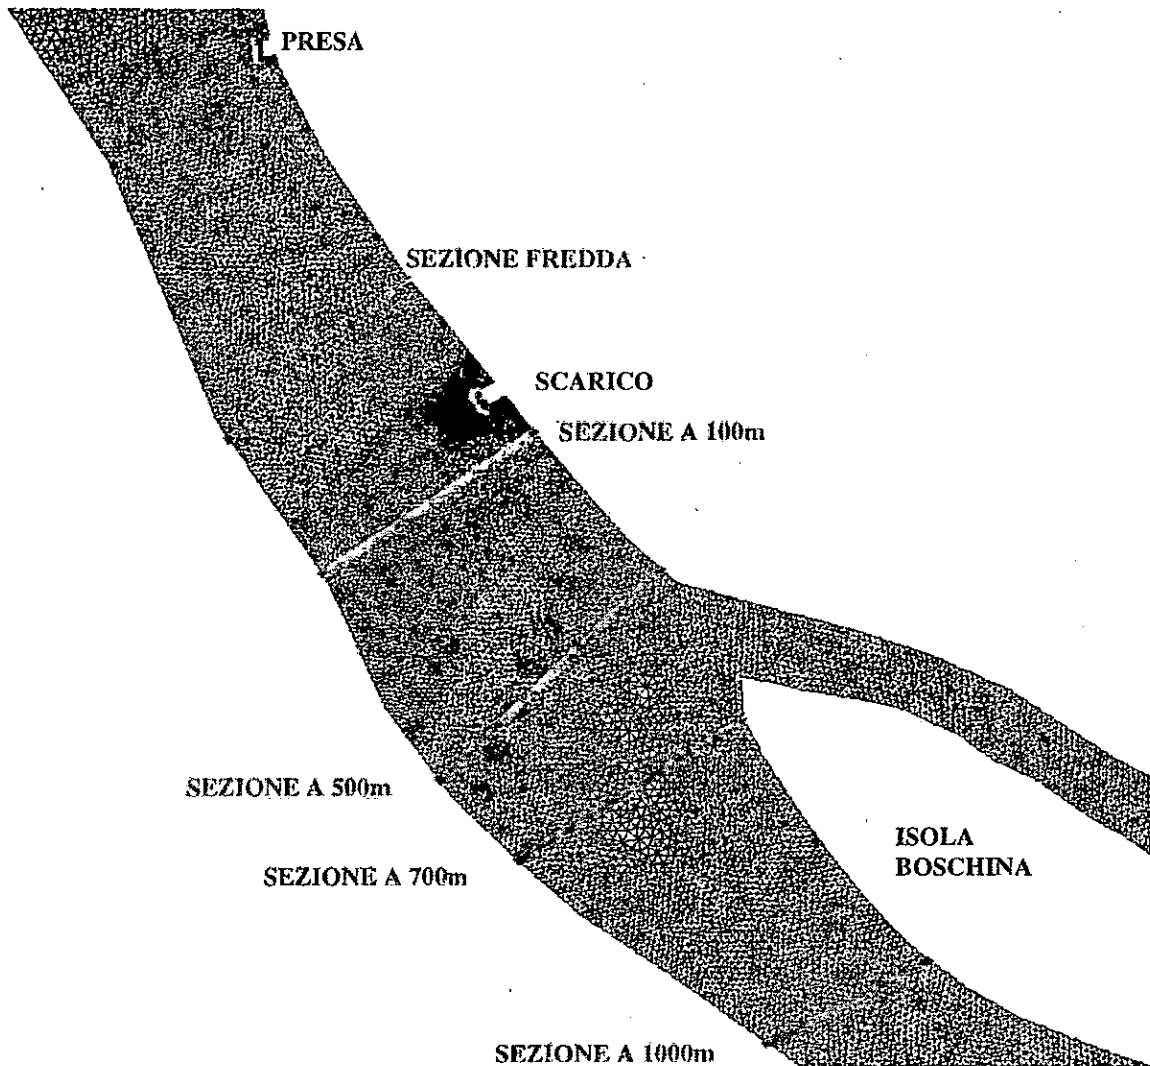 PRESA
SEZIONE FREDDA
SCARICO
SEZIONE A 100m
SEZIONE A 500m
ISOLA
BOSCHINA
SEZIONE A 700m
SEZIONE A 1000m